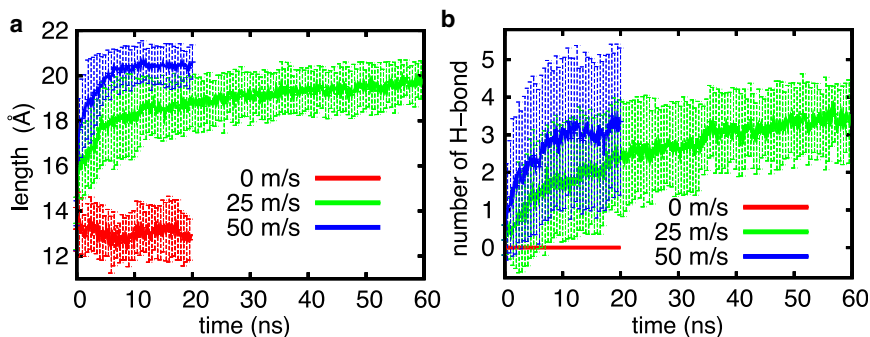 a
22
20
18
16
14
12
length (Å)
0 m/s
25 m/s
50 m/s
0 10 20 30 40 50 60
time (ns)
b
5
4
3
2
1
0
number of H−bond
0 m/s
25 m/s
50 m/s
0 10 20 30 40 50 60
time (ns)